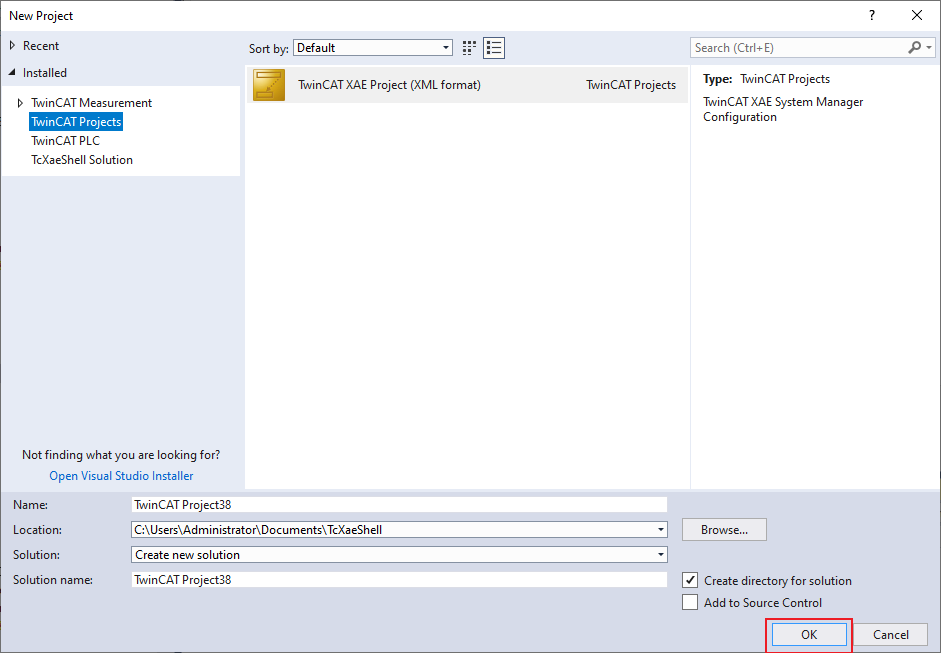 New Project
?
Recent
Installed
TwinCAT Measurement
TwinCAT Projects
TwinCAT PLC
TcXaeShell Solution
Not finding what you are looking for?
Open Visual Studio Installer
Sort by: Default
TwinCAT XAE Project (XML format) TwinCAT Projects
Search (Ctrl+E)
Type: TwinCAT Projects
TwinCAT XAE System Manager
Configuration
Name: TwinCAT Project38
Location: C:\Users\Administrator\Documents\TcXaeShell Browse...
Solution: Create new solution
Solution name: TwinCAT Project38
Create directory for solution
Add to Source Control
OK Cancel